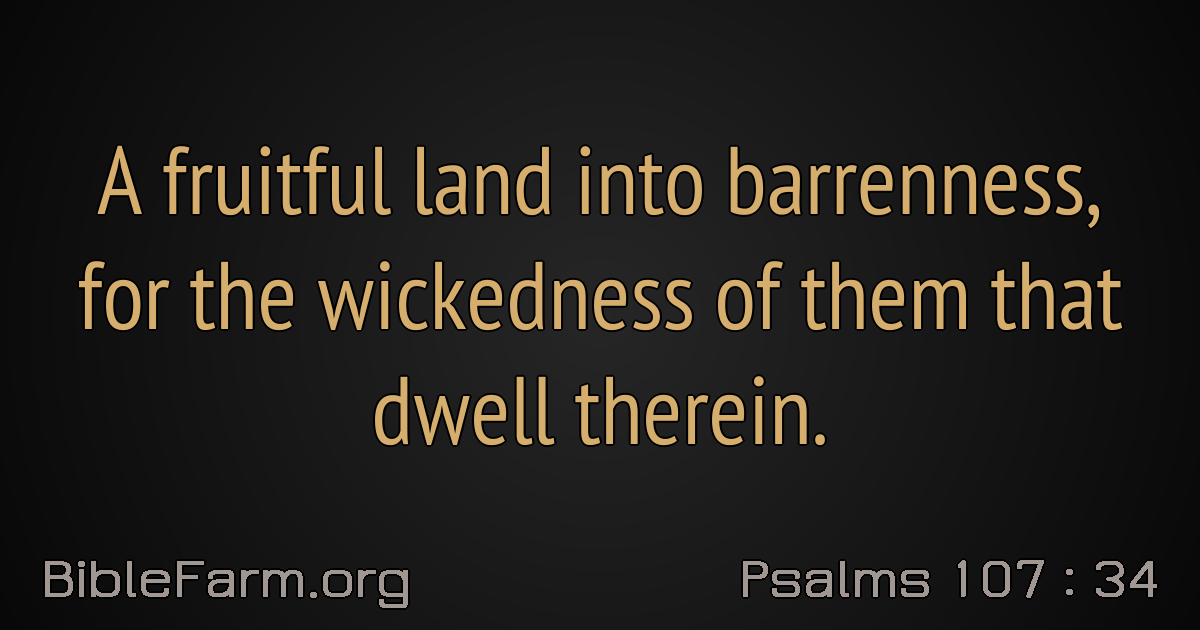 A fruitful land into barrenness,
for the wickedness of them that
dwell therein.
BibleFarm.org
Psalms 107 : 34